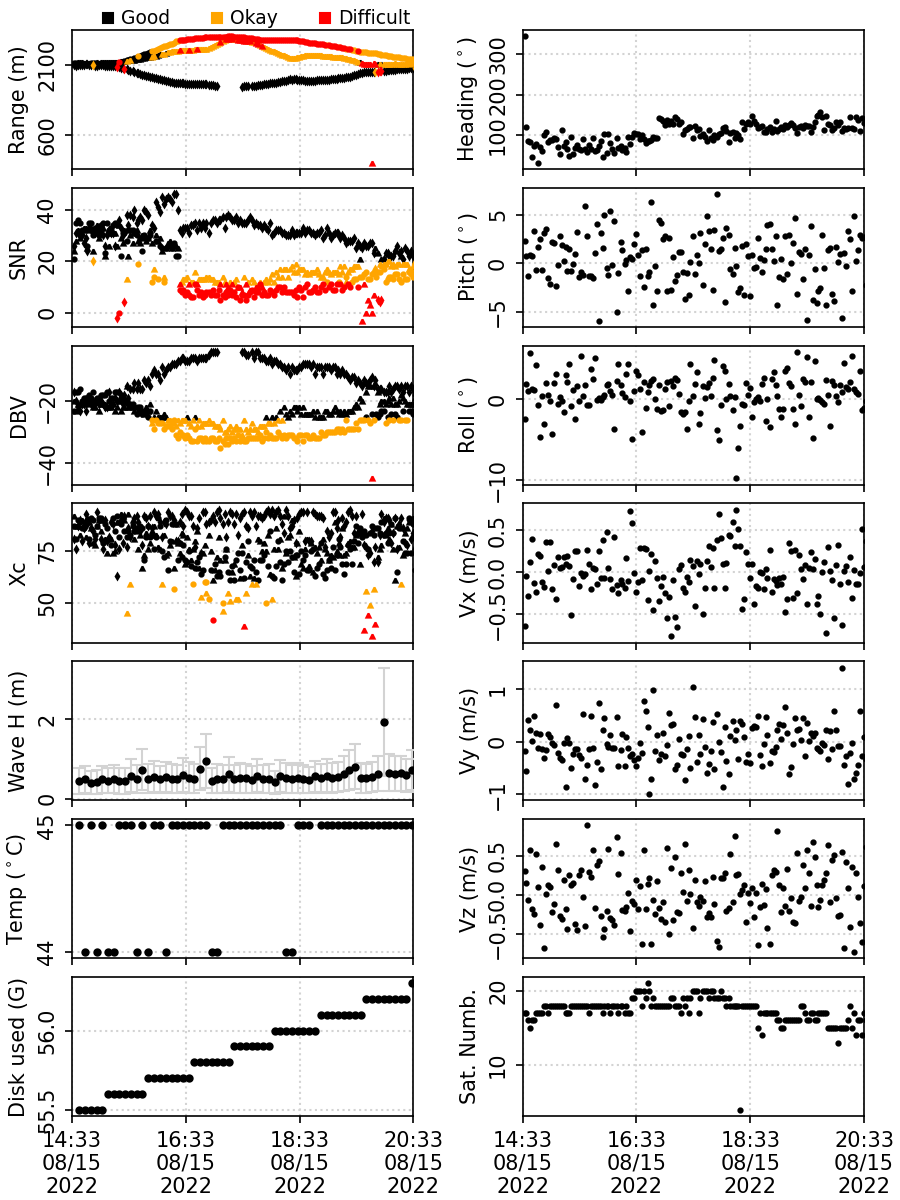 Good Okay Difficult
Range (m)
2100
600
Heading (°)
300
200
100
SNR
40
20
0
Pitch (°)
5
0
−5
DBV
−20
−40
Roll (°)
0
−10
Xc
75
50
Vx (m/s)
0.5
0.0
−0.5
Wave H (m)
2
0
Vy (m/s)
1
0
−1
Temp (°C)
45
44
Vz (m/s)
0.5
0.0
−0.5
Disk used (G)
56.0
55.5
Sat. Numb.
20
10
14:33 16:33 18:33 20:33
08/15 08/15 08/15 08/15
2022 2022 2022 2022
14:33 16:33 18:33 20:33
08/15 08/15 08/15 08/15
2022 2022 2022 2022